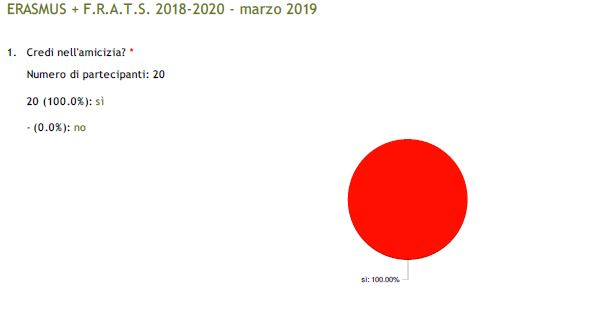 ERASMUS + F.R.A.T.S. 2018-2020 - marzo 2019
1. Credi nell'amicizia? *
Numero di partecipanti: 20
20 (100.0%): sì
- (0.0%): no
sì: 100.00%